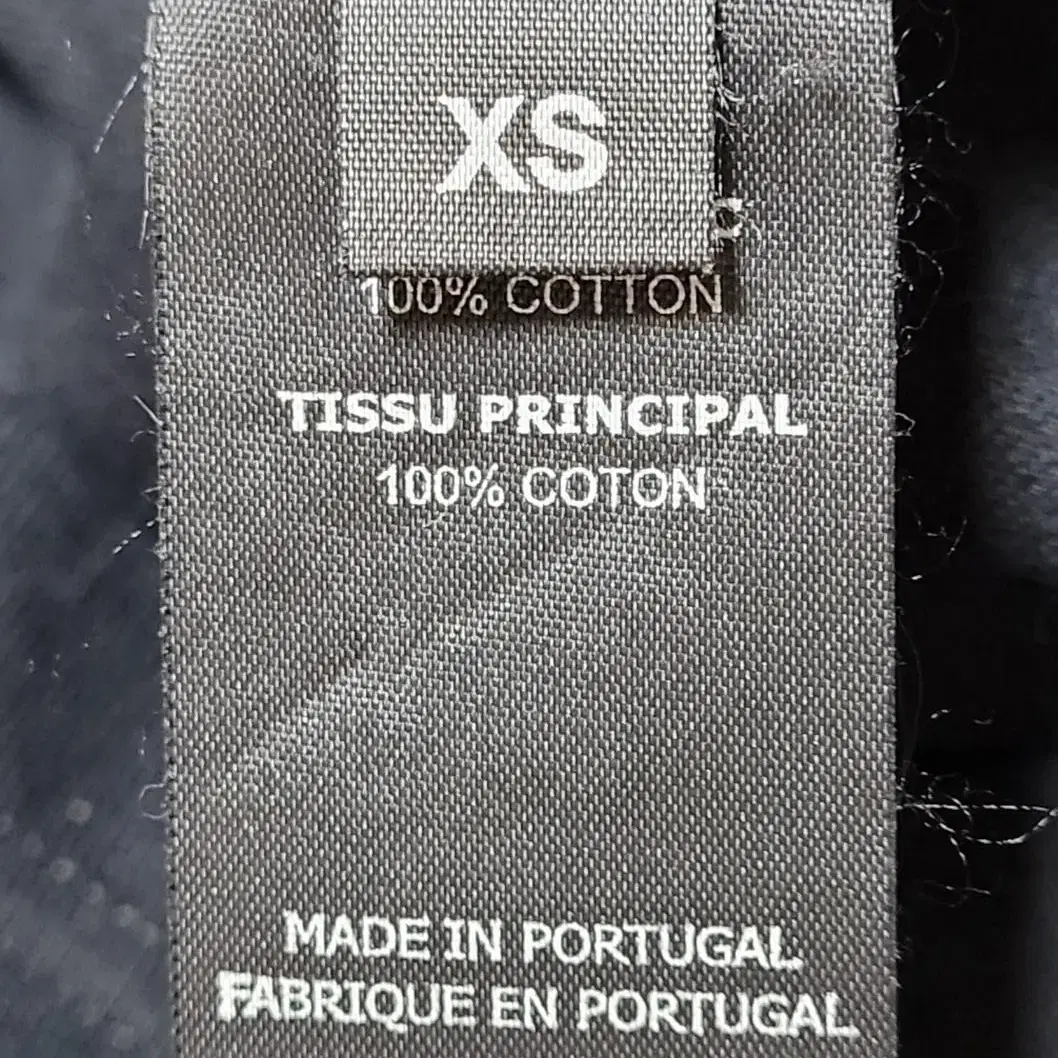 XS
100% COTTON
TISSU PRINCIPAL
100% COTON
MADE IN PORTUGAL
FABRIQUE EN PORTUGAL